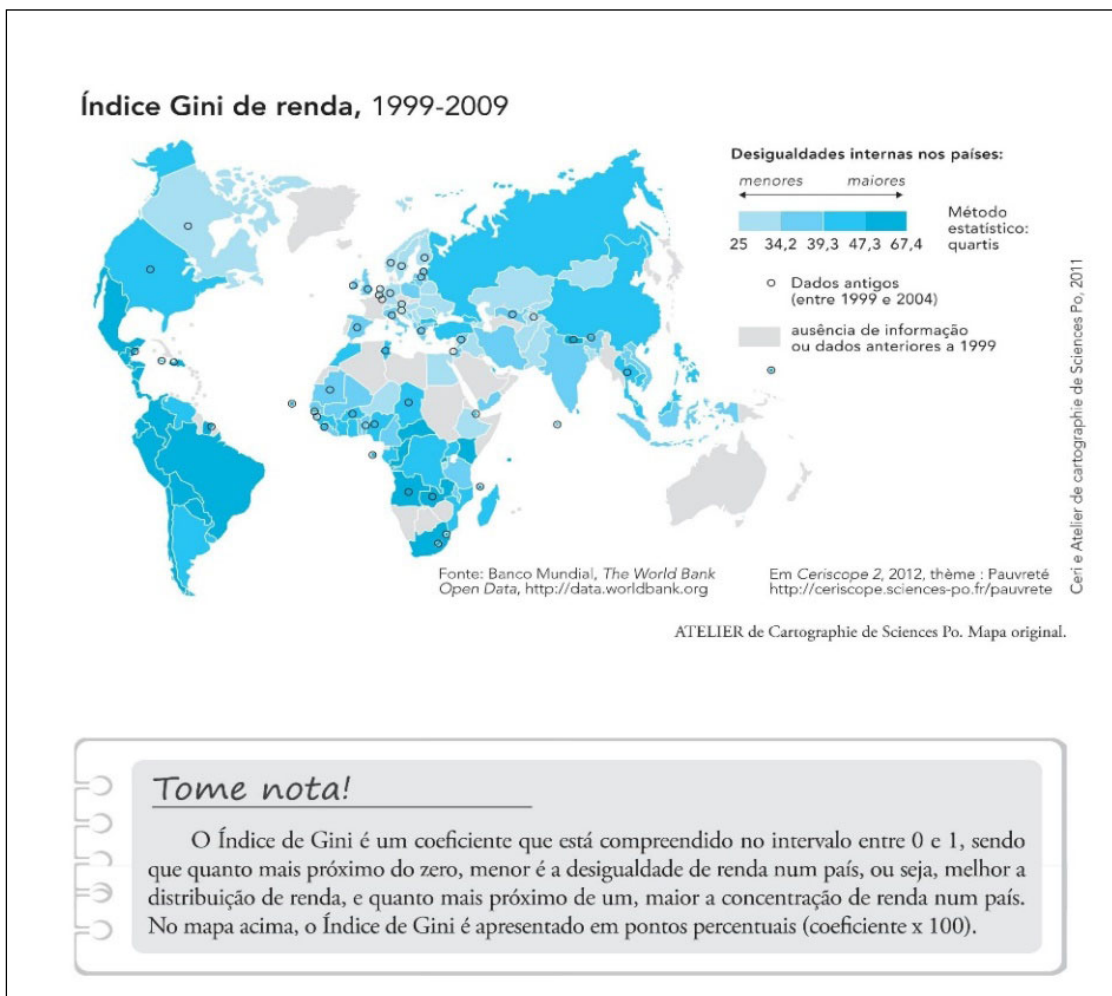 Índice Gini de renda, 1999-2009
Desigualdades internas nos países:
menores maiores
25 34,2 39,3 47,3 67,4
Método
estatístico:
quartis
Dados antigos
(entre 1999 e 2004)
ausência de informação
ou dados anteriores a 1999
Ceri e Atelier de cartographie de Sciences Po, 2011
Fonte: Banco Mundial, The World Bank
Open Data, http://data.worldbank.org
Em Ceriscope 2, 2012, thème : Pauvreté
http://ceriscope.sciences-po.fr/pauvrete
ATELIER de Cartographie de Sciences Po. Mapa original.
Tome nota!
O Índice de Gini é um coeficiente que está compreendido no intervalo entre 0 e 1, sendo
que quanto mais próximo do zero, menor é a desigualdade de renda num país, ou seja, melhor a
distribuição de renda, e quanto mais próximo de um, maior a concentração de renda num país.
No mapa acima, o Índice de Gini é apresentado em pontos percentuais (coeficiente x 100).